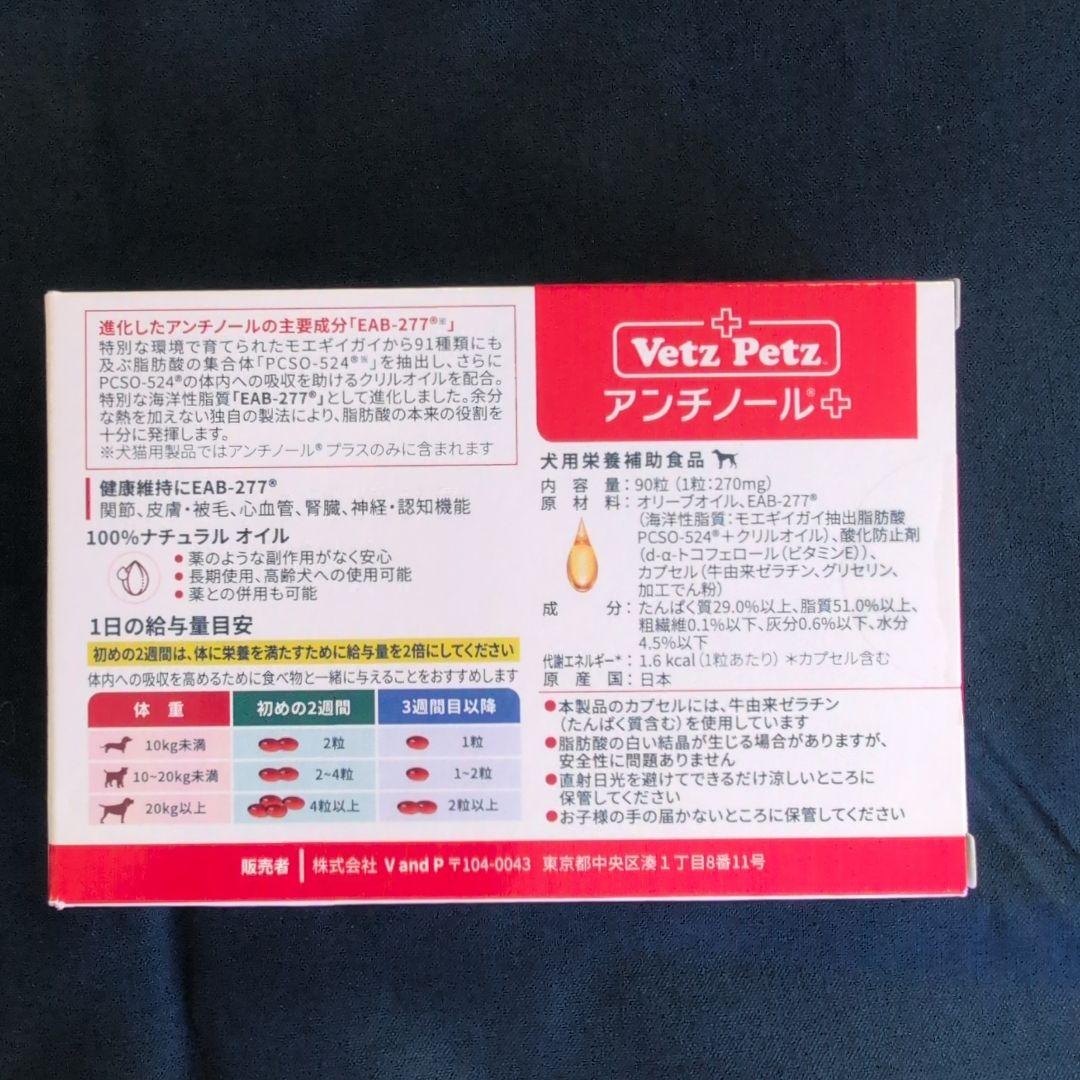 進化したアンチノールの主要成分「EAB-277®※」
特別な環境で育てられたモエギイガイから91種類にも
及ぶ脂肪酸の集合体「PCSO-524®※」を抽出し、さらに
PCSO-524®の体内への吸収を助けるクリルオイルを配合。
特別な海洋性脂質「EAB-277®」として進化しました。余分
な熱を加えない独自の製法により、脂肪酸の本来の役割を
十分に発揮します。
※犬猫用製品ではアンチノール® プラスのみに含まれます
健康維持にEAB-277®
関節、皮膚・被毛、心血管、腎臓、神経・認知機能
100%ナチュラル オイル
●薬のような副作用がなく安心
●長期使用、高齢犬への使用可能
●薬との併用も可能
1日の給与量目安
初めの2週間は、体に栄養を満たすために給与量を2倍にしてください
体内への吸収を高めるために食べ物と一緒に与えることをおすすめします
体 重 初めの2週間 3週間目以降
10kg未満 2粒 1粒
10~20kg未満 2~4粒 1~2粒
20kg以上 4粒以上 2粒以上
Vetz Petz
アンチノール®+
犬用栄養補助食品
内容量：90粒（1粒：270mg）
原材料：オリーブオイル、EAB-277®
（海洋性脂質：モエギイガイ抽出脂肪酸
PCSO-524®＋クリルオイル）、酸化防止剤
（d-α-トコフェロール（ビタミンE））、
カプセル（牛由来ゼラチン、グリセリン、
加工でん粉）
成分：たんぱく質29.0%以上、脂質51.0%以上、
粗繊維0.1%以下、灰分0.6%以下、水分
4.5%以下
代謝エネルギー*：1.6 kcal（1粒あたり）＊カプセル含む
原産国：日本
●本製品のカプセルには、牛由来ゼラチン
（たんぱく質含む）を使用しています
●脂肪酸の白い結晶が生じる場合がありますが、
安全性に問題ありません
●直射日光を避けてできるだけ涼しいところに
保管してください
●お子様の手の届かないところに保管してください
販売者 株式会社 V and P 〒104-0043 東京都中央区湊1丁目8番11号